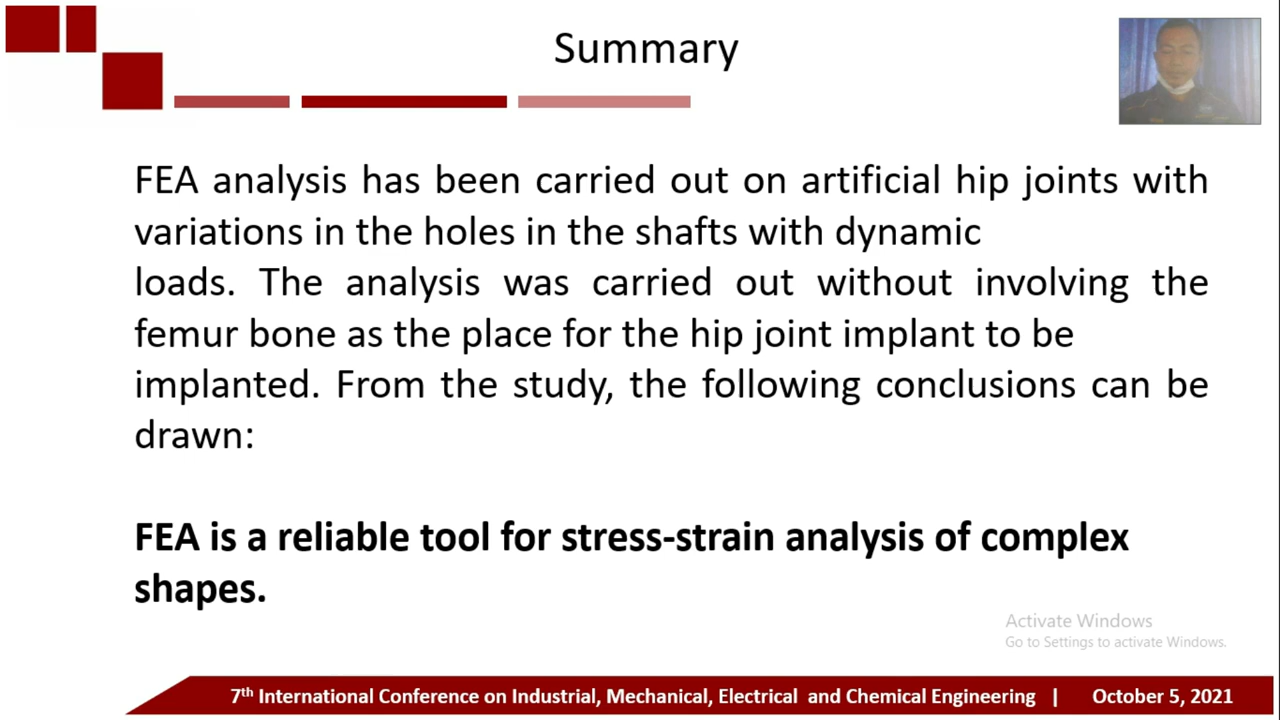 Summary
FEA analysis has been carried out on artificial hip joints with
variations in the holes in the shafts with dynamic
loads. The analysis was carried out without involving the
femur bone as the place for the hip joint implant to be
implanted. From the study, the following conclusions can be
drawn:
FEA is a reliable tool for stress-strain analysis of complex
shapes.
Activate Windows
Go to Settings to activate Windows.
7th International Conference on Industrial, Mechanical, Electrical and Chemical Engineering | October 5, 2021